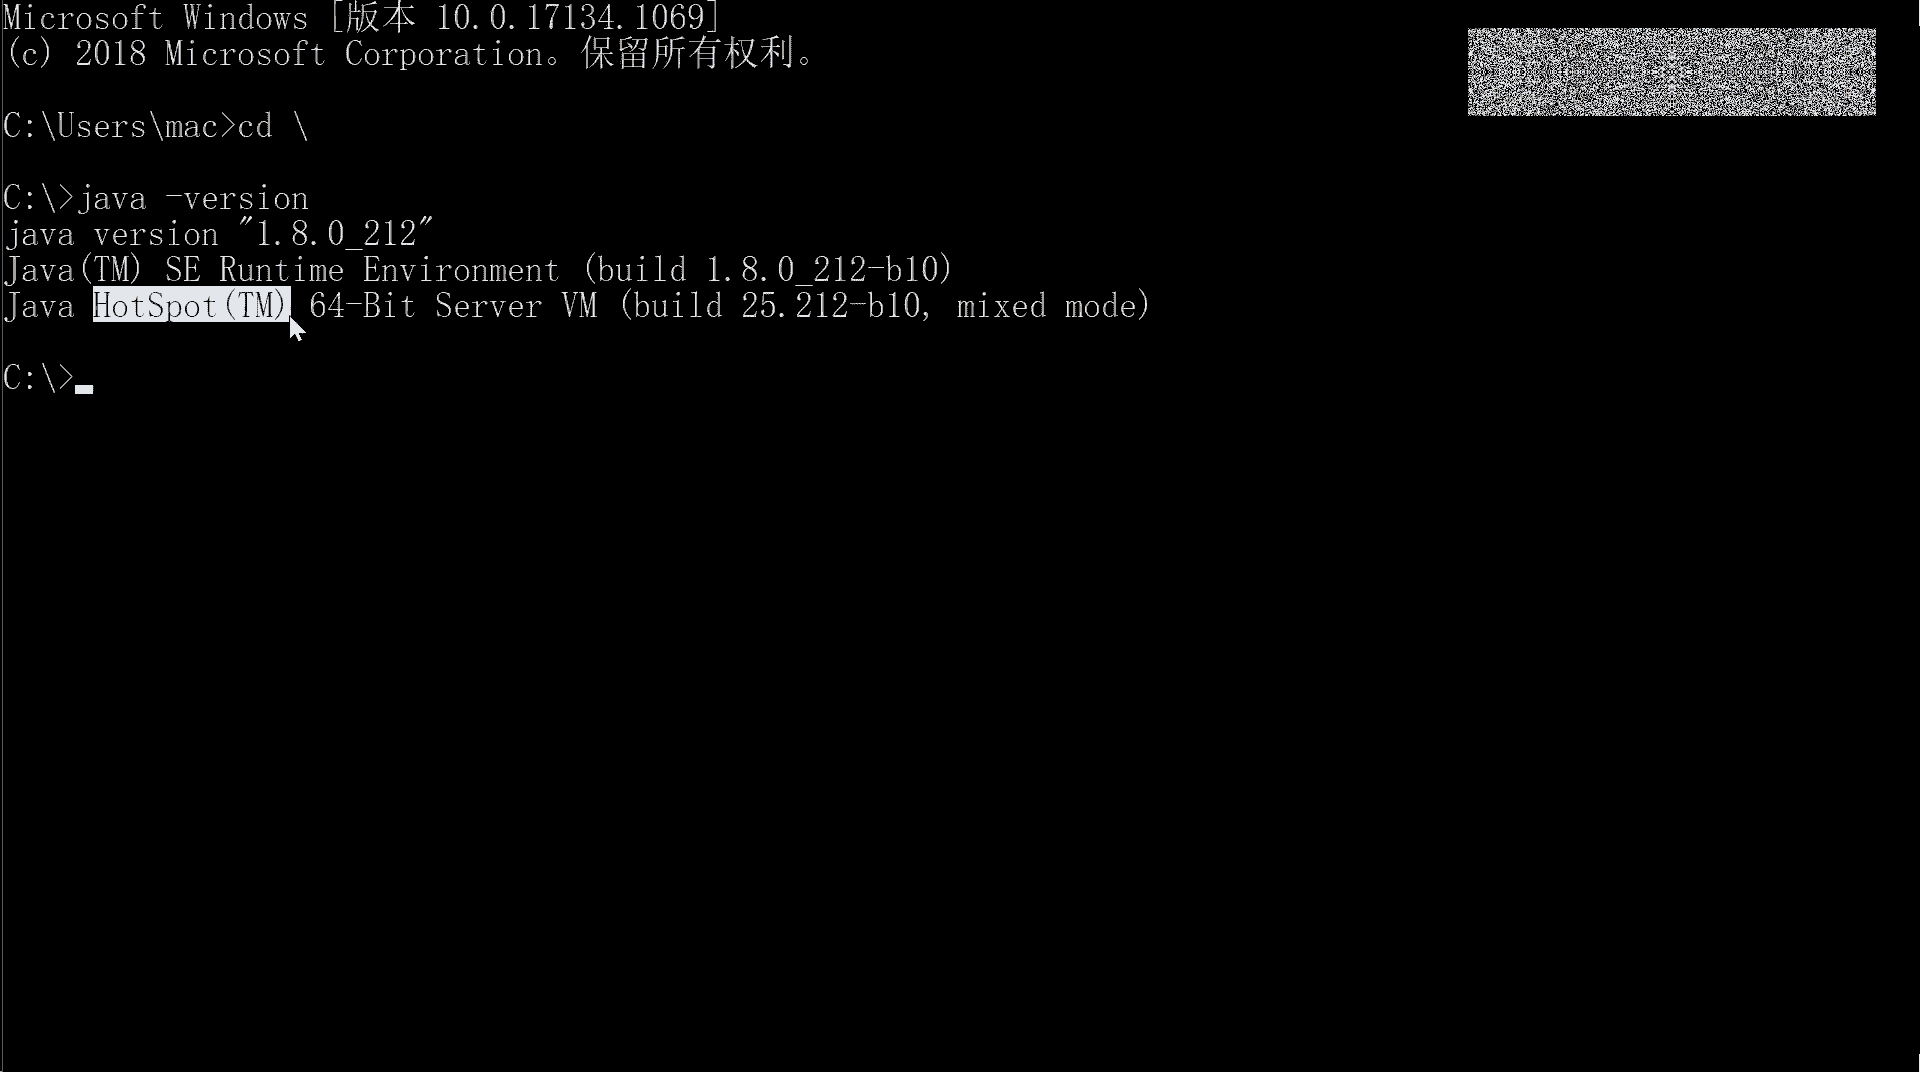 Microsoft Windows [版本 10.0.17134.1069]
(c) 2018 Microsoft Corporation。保留所有权利。
C:\Users\mac>cd \
C:\>java -version
java version "1.8.0_212"
Java(TM) SE Runtime Environment (build 1.8.0_212-b10)
Java HotSpot(TM) 64-Bit Server VM (build 25.212-b10, mixed mode)
C:\>